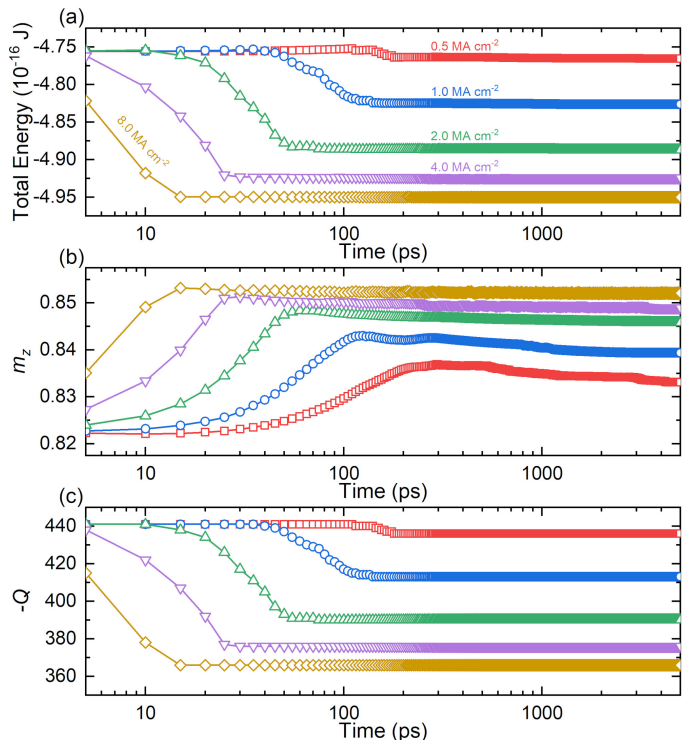 (a)
-4.75
-4.80
-4.85
-4.90
-4.95
Total Energy (10⁻¹⁶ J)
0.5 MA cm⁻²
1.0 MA cm⁻²
2.0 MA cm⁻²
4.0 MA cm⁻²
8.0 MA cm⁻²
10 100 1000
Time (ps)
(b)
0.85
0.84
0.83
0.82
m_z
10 100 1000
Time (ps)
(c)
440
420
400
380
360
-Q
10 100 1000
Time (ps)